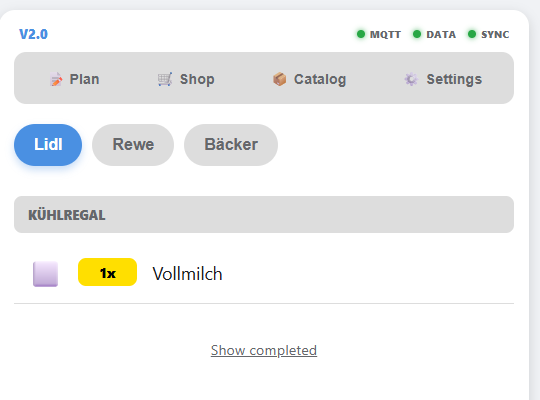 V2.0 MQTT DATA SYNC
Plan Shop Catalog Settings
Lidl Rewe Bäcker
KÜHLREGAL
1x Vollmilch
Show completed